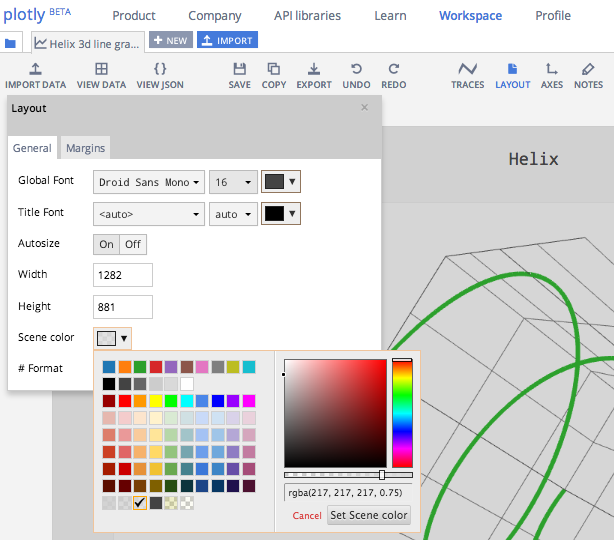 plotly BETA
Product Company API libraries Learn Workspace Profile
Helix 3d line gra... + NEW IMPORT
IMPORT DATA VIEW DATA { } VIEW JSON SAVE COPY EXPORT UNDO REDO TRACES LAYOUT AXES NOTES
Layout ×
General Margins
Helix
Global Font Droid Sans Mono 16
Title Font <auto> auto
Autosize On Off
Width 1282
Height 881
Scene color
# Format
rgba(217, 217, 217, 0.75)
Cancel Set Scene color